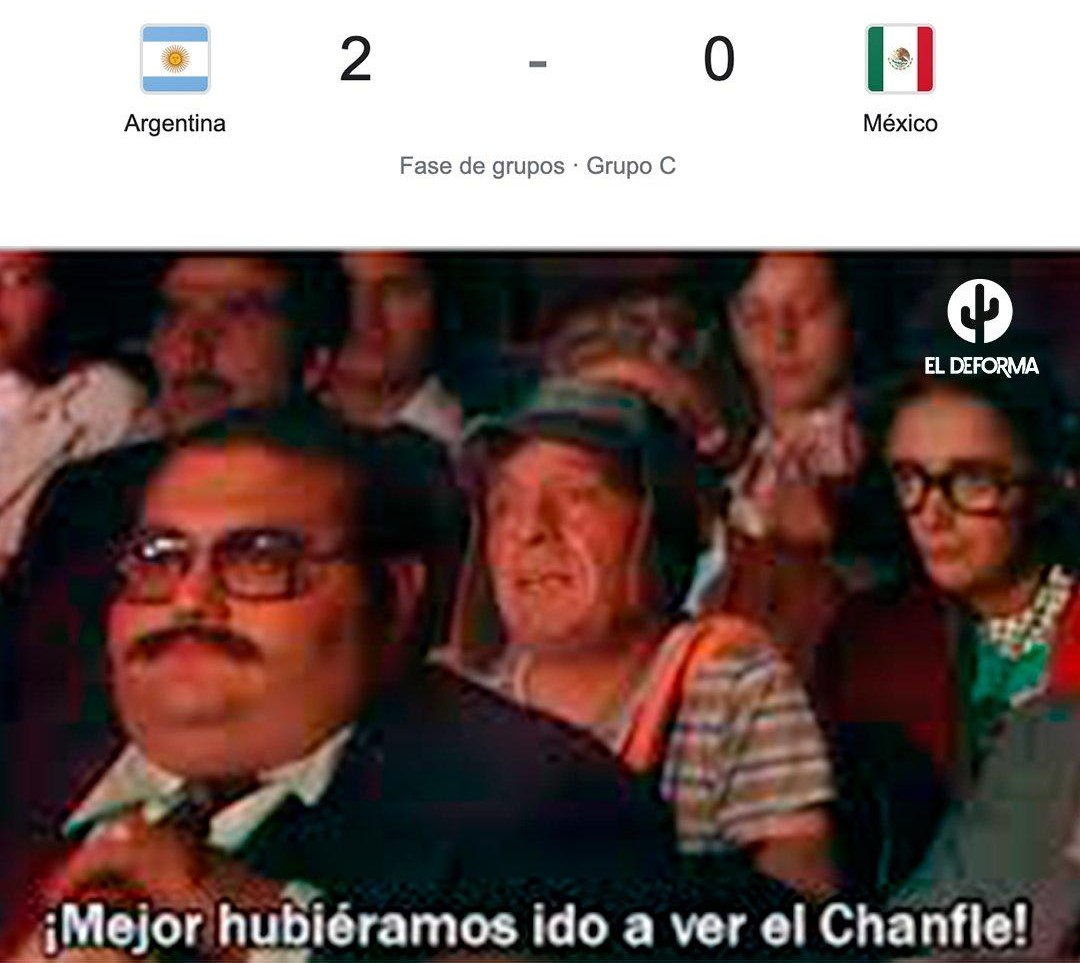 2 - 0
Argentina México
Fase de grupos · Grupo C
EL DEFORMA
¡Mejor hubiéramos ido a ver el Chanfle!